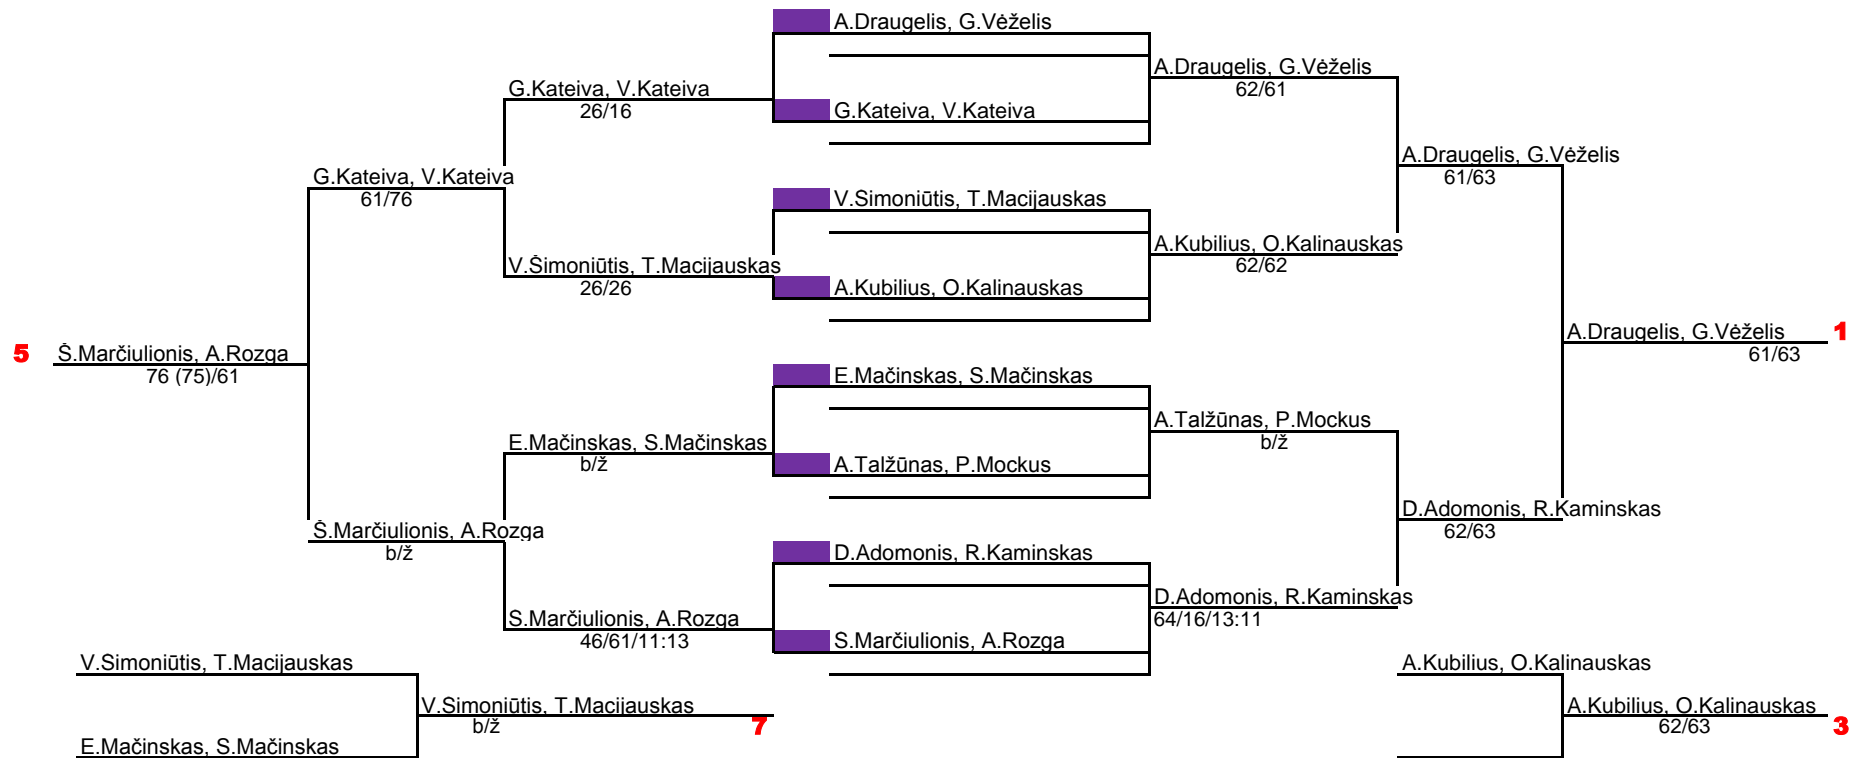 A.Draugelis, G.Vėželis
A.Draugelis, G.Vėželis
62/61
G.Kateiva, V.Kateiva
26/16
G.Kateiva, V.Kateiva
A.Draugelis, G.Vėželis
61/63
G.Kateiva, V.Kateiva
61/76
V.Simoniūtis, T.Macijauskas
A.Kubilius, O.Kalinauskas
62/62
V.Šimoniūtis, T.Macijauskas
26/26
A.Kubilius, O.Kalinauskas
A.Draugelis, G.Vėželis
1
61/63
5
Š.Marčiulionis, A.Rozga
76 (75)/61
E.Mačinskas, S.Mačinskas
A.Talžūnas, P.Mockus
b/ž
E.Mačinskas, S.Mačinskas
b/ž
A.Talžūnas, P.Mockus
D.Adomonis, R.Kaminskas
62/63
Š.Marčiulionis, A.Rozga
b/ž
D.Adomonis, R.Kaminskas
D.Adomonis, R.Kaminskas
64/16/13:11
S.Marčiulionis, A.Rozga
46/61/11:13
S.Marčiulionis, A.Rozga
V.Simoniūtis, T.Macijauskas
A.Kubilius, O.Kalinauskas
V.Simoniūtis, T.Macijauskas
b/ž
7
A.Kubilius, O.Kalinauskas
62/63
3
E.Mačinskas, S.Mačinskas